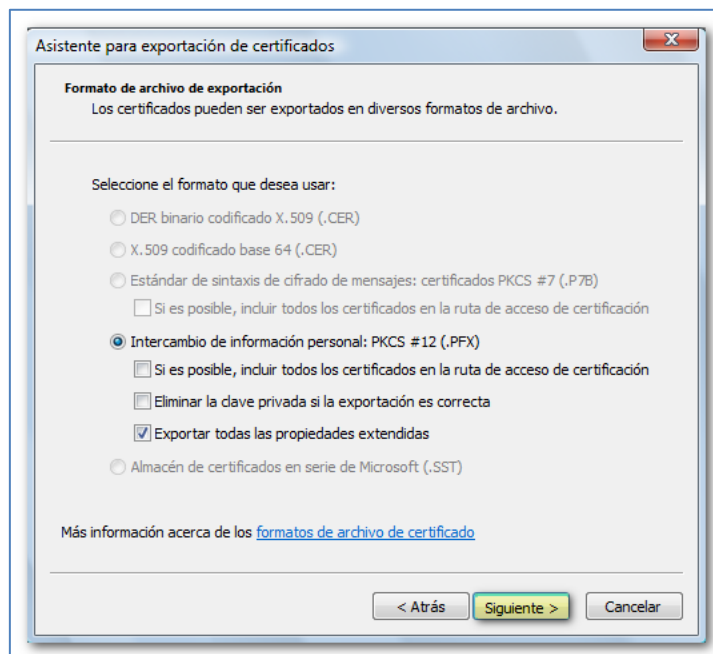 Asistente para exportación de certificados
Formato de archivo de exportación
Los certificados pueden ser exportados en diversos formatos de archivo.
Seleccione el formato que desea usar:
DER binario codificado X.509 (.CER)
X.509 codificado base 64 (.CER)
Estándar de sintaxis de cifrado de mensajes: certificados PKCS #7 (.P7B)
Si es posible, incluir todos los certificados en la ruta de acceso de certificación
Intercambio de información personal: PKCS #12 (.PFX)
Si es posible, incluir todos los certificados en la ruta de acceso de certificación
Eliminar la clave privada si la exportación es correcta
Exportar todas las propiedades extendidas
Almacén de certificados en serie de Microsoft (.SST)
Más información acerca de los formatos de archivo de certificado
< Atrás Siguiente > Cancelar